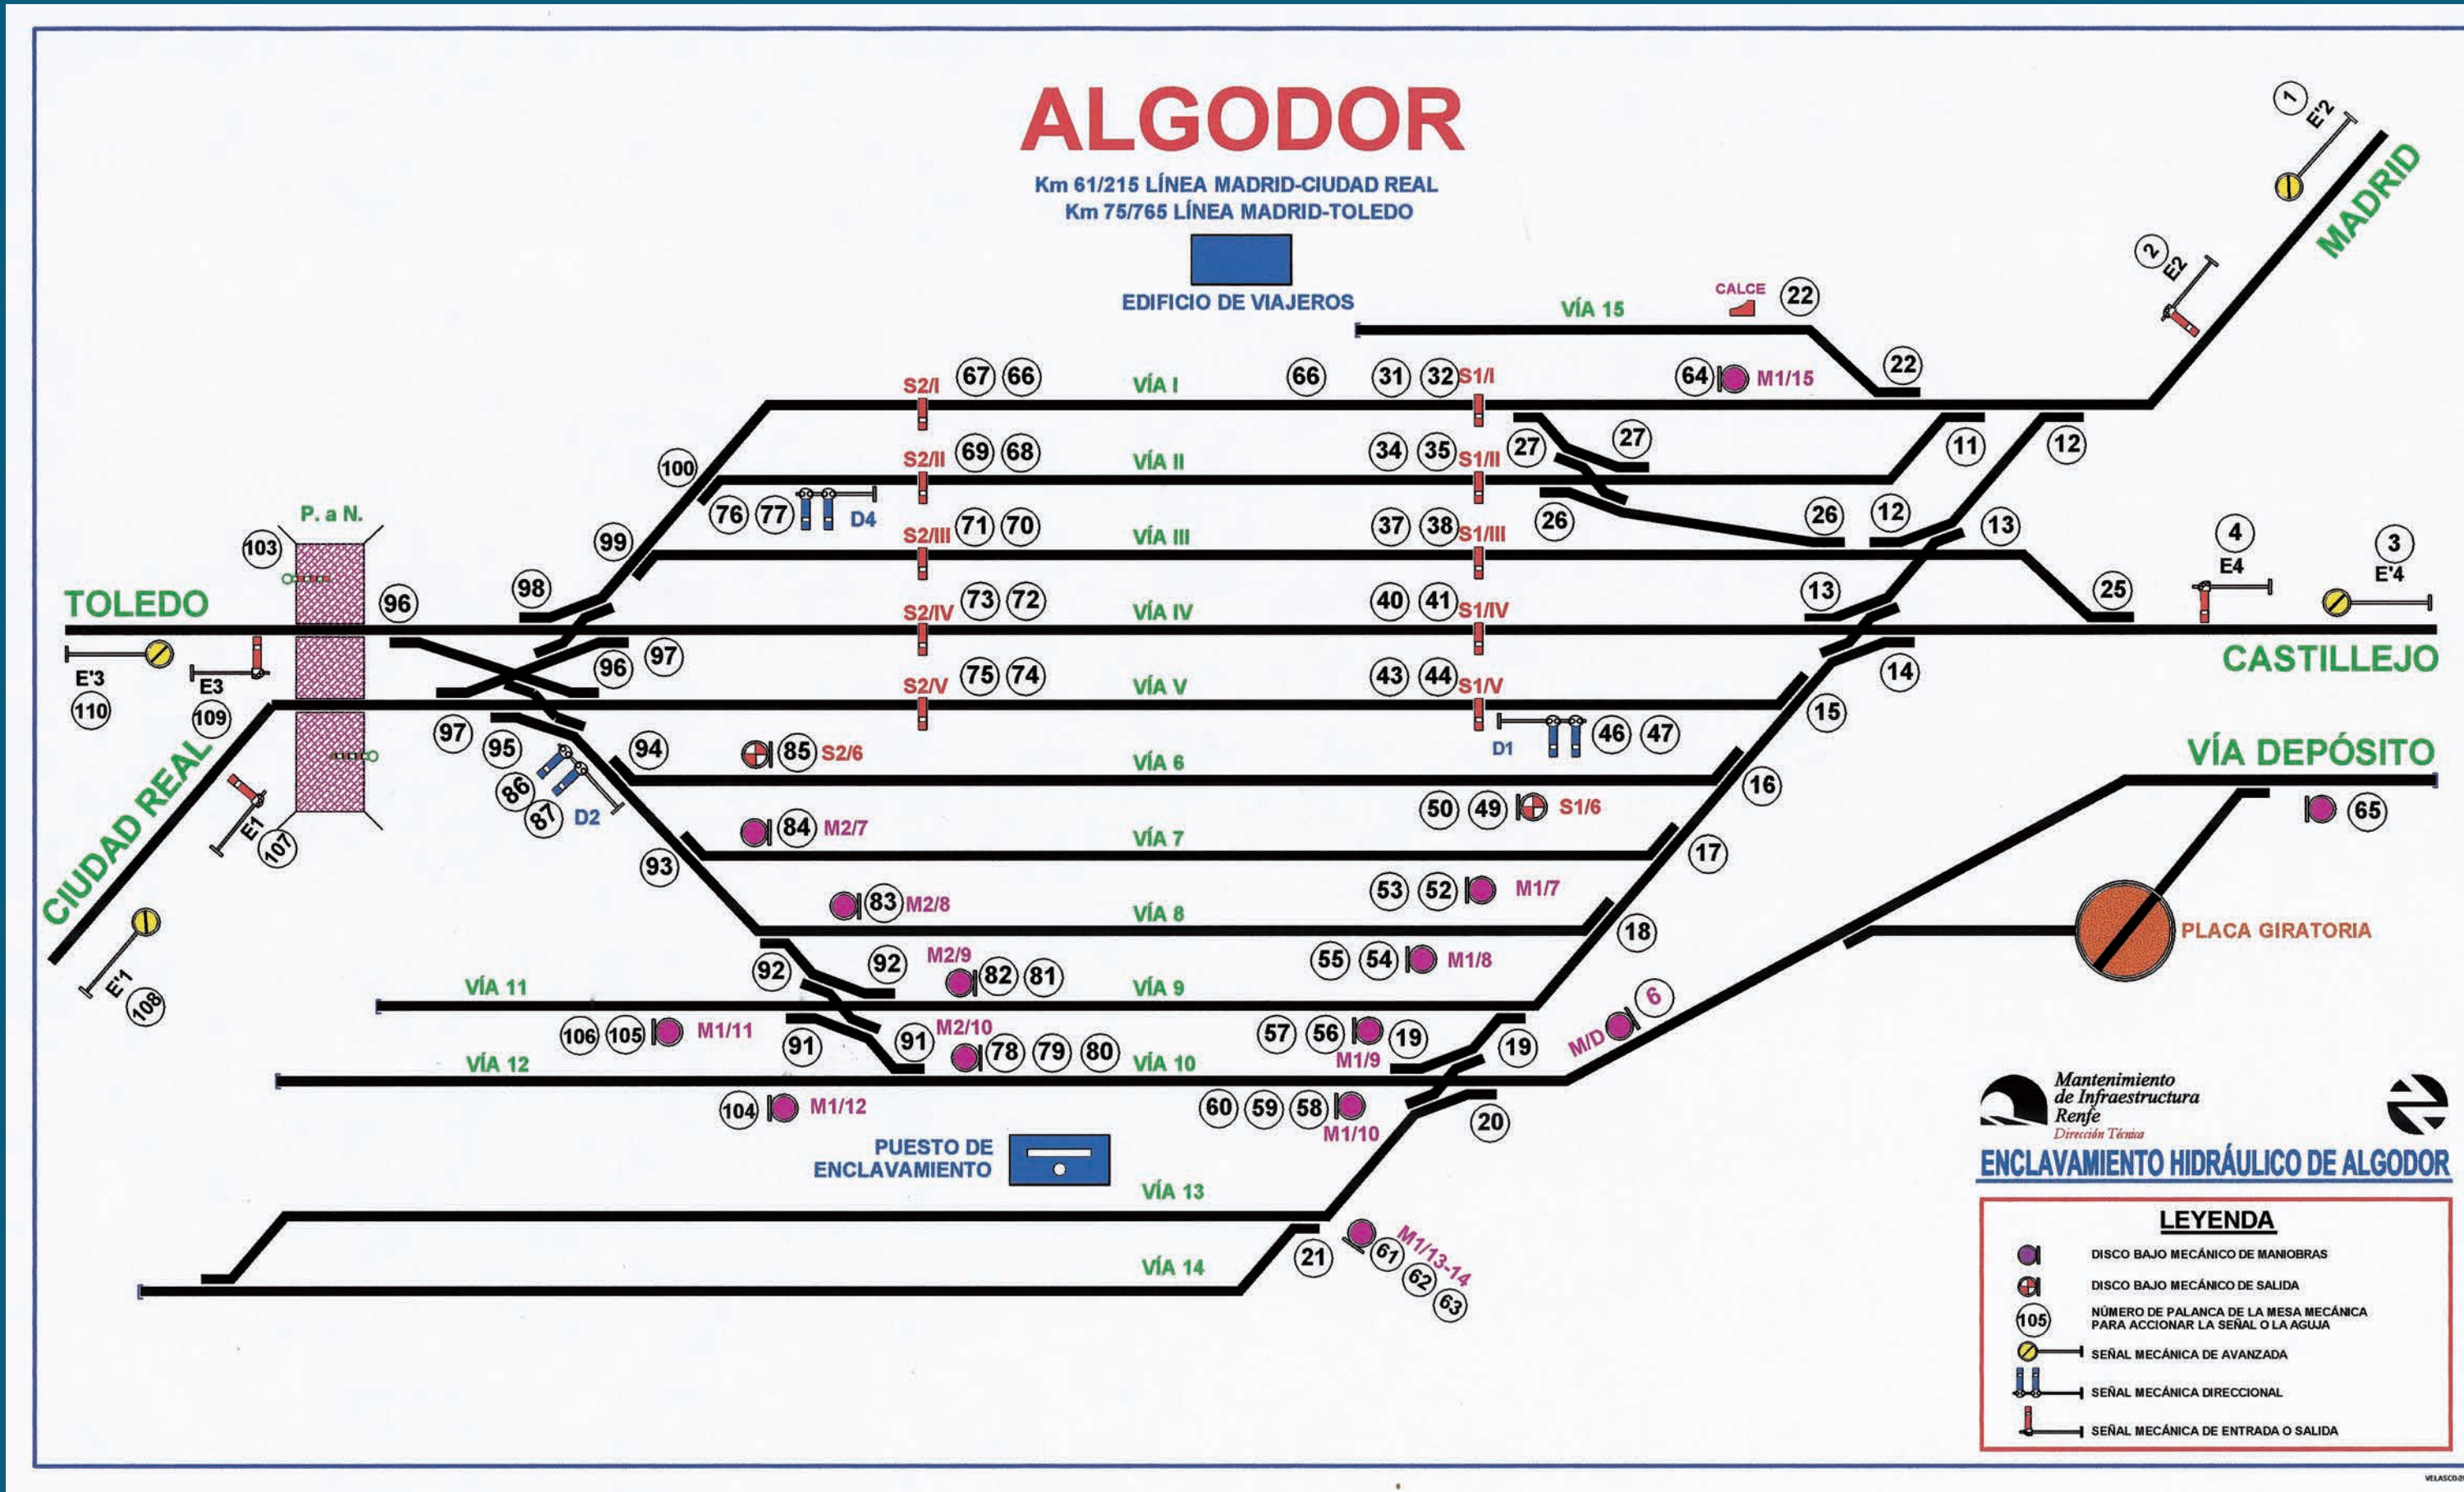 ALGODOR
Km 61/215 LÍNEA MADRID-CIUDAD REAL
Km 75/765 LÍNEA MADRID-TOLEDO
EDIFICIO DE VIAJEROS
1
E'2
MADRID
2
E2
VÍA 15
CALCE
22
22
S2/I
67 66
VÍA I
66
31 32
S1/I
64
M1/15
S2/II
69 68
VÍA II
34 35
S1/II
27
27
11
12
100
76 77
D4
S2/III
71 70
VÍA III
37 38
S1/III
26
26
12
13
4
E4
3
E'4
P. a N.
103
99
TOLEDO
96
98
S2/IV
73 72
VÍA IV
40 41
S1/IV
13
25
CASTILLEJO
E'3
110
E3
109
96
97
S2/V
75 74
VÍA V
43 44
S1/V
14
15
97
95
94
85
S2/6
VÍA 6
D1
46 47
16
VÍA DEPÓSITO
CIUDAD REAL
E1
107
86
87
D2
84
M2/7
VÍA 7
50 49
S1/6
17
65
93
83
M2/8
VÍA 8
53 52
M1/7
18
PLACA GIRATORIA
E'1
108
92
92
M2/9
82 81
VÍA 9
55 54
M1/8
VÍA 11
106 105
M1/11
91
91
M2/10
78 79 80
VÍA 10
57 56
M1/9
19
19
M/D
6
VÍA 12
104
M1/12
60 59 58
M1/10
20
PUESTO DE
ENCLAVAMIENTO
VÍA 13
VÍA 14
21
M1/13-14
61
62
63
Mantenimiento
de Infraestructura
Renfe
Dirección Técnica
ENCLAVAMIENTO HIDRÁULICO DE ALGODOR
LEYENDA
DISCO BAJO MECÁNICO DE MANIOBRAS
DISCO BAJO MECÁNICO DE SALIDA
105
NÚMERO DE PALANCA DE LA MESA MECÁNICA
PARA ACCIONAR LA SEÑAL O LA AGUJA
SEÑAL MECÁNICA DE AVANZADA
SEÑAL MECÁNICA DIRECCIONAL
SEÑAL MECÁNICA DE ENTRADA O SALIDA